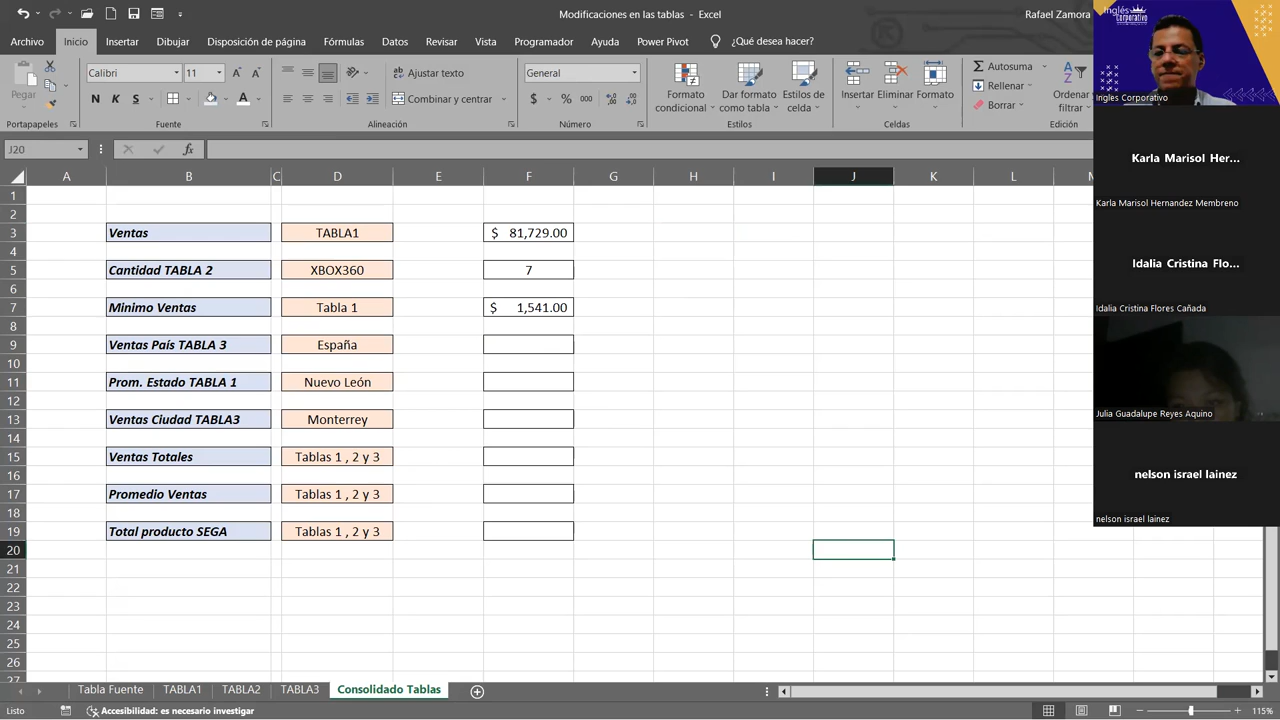 Modificaciones en las tablas - Excel
Rafael Zamora
Archivo Inicio Insertar Dibujar Disposición de página Fórmulas Datos Revisar Vista Programador Ayuda Power Pivot ¿Qué desea hacer?
Pegar
Calibri 11
N K S
Ajustar texto
Combinar y centrar
General
$ % 000
Formato condicional
Dar formato como tabla
Estilos de celda
Insertar Eliminar Formato
Autosuma
Rellenar
Borrar
Ordenar
filtrar
Portapapeles Fuente Alineación Número Estilos Celdas Edición
J20 fx
A B C D E F G H I J K L M
1
2
3 Ventas TABLA1 $ 81,729.00
4
5 Cantidad TABLA 2 XBOX360 7
6
7 Minimo Ventas Tabla 1 $ 1,541.00
8
9 Ventas País TABLA 3 España
10
11 Prom. Estado TABLA 1 Nuevo León
12
13 Ventas Ciudad TABLA3 Monterrey
14
15 Ventas Totales Tablas 1 , 2 y 3
16
17 Promedio Ventas Tablas 1 , 2 y 3
18
19 Total producto SEGA Tablas 1 , 2 y 3
20
21
22
23
24
25
26
27
Tabla Fuente TABLA1 TABLA2 TABLA3 Consolidado Tablas
Listo Accesibilidad: es necesario investigar 115%
Inglés
Corporativo
Ingles Corporativo
Karla Marisol Her...
Karla Marisol Hernandez Membreno
Idalia Cristina Flo...
Idalia Cristina Flores Cañada
Julia Guadalupe Reyes Aquino
nelson israel lainez
nelson israel lainez